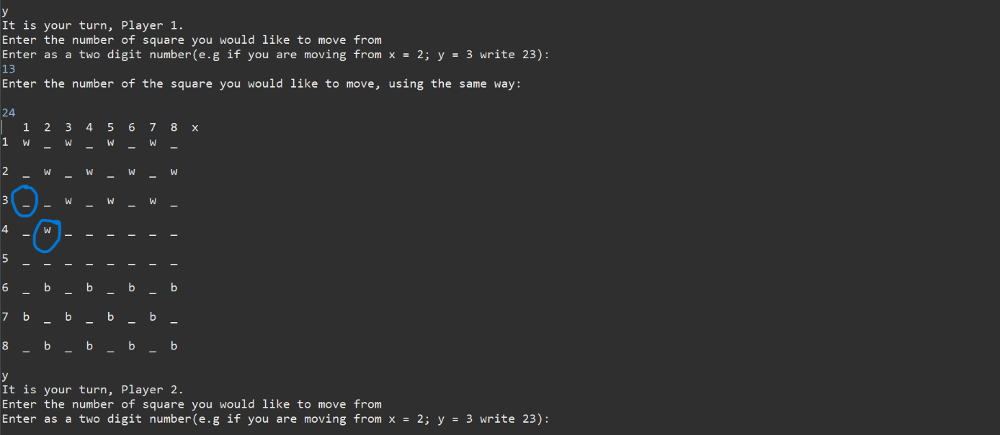 y
It is your turn, Player 1.
Enter the number of square you would like to move from
Enter as a two digit number(e.g if you are moving from x = 2; y = 3 write 23):
13
Enter the number of the square you would like to move, using the same way:
24
1 2 3 4 5 6 7 8 x
1 w _ w _ w _ w _
2 _ w _ w _ w _ w
3 _ _ w _ w _ w _
4 _ w _ _ _ _ _ _
5 _ _ _ _ _ _ _ _
6 _ b _ b _ b _ b
7 b _ b _ b _ b _
8 _ b _ b _ b _ b
y
It is your turn, Player 2.
Enter the number of square you would like to move from
Enter as a two digit number(e.g if you are moving from x = 2; y = 3 write 23):